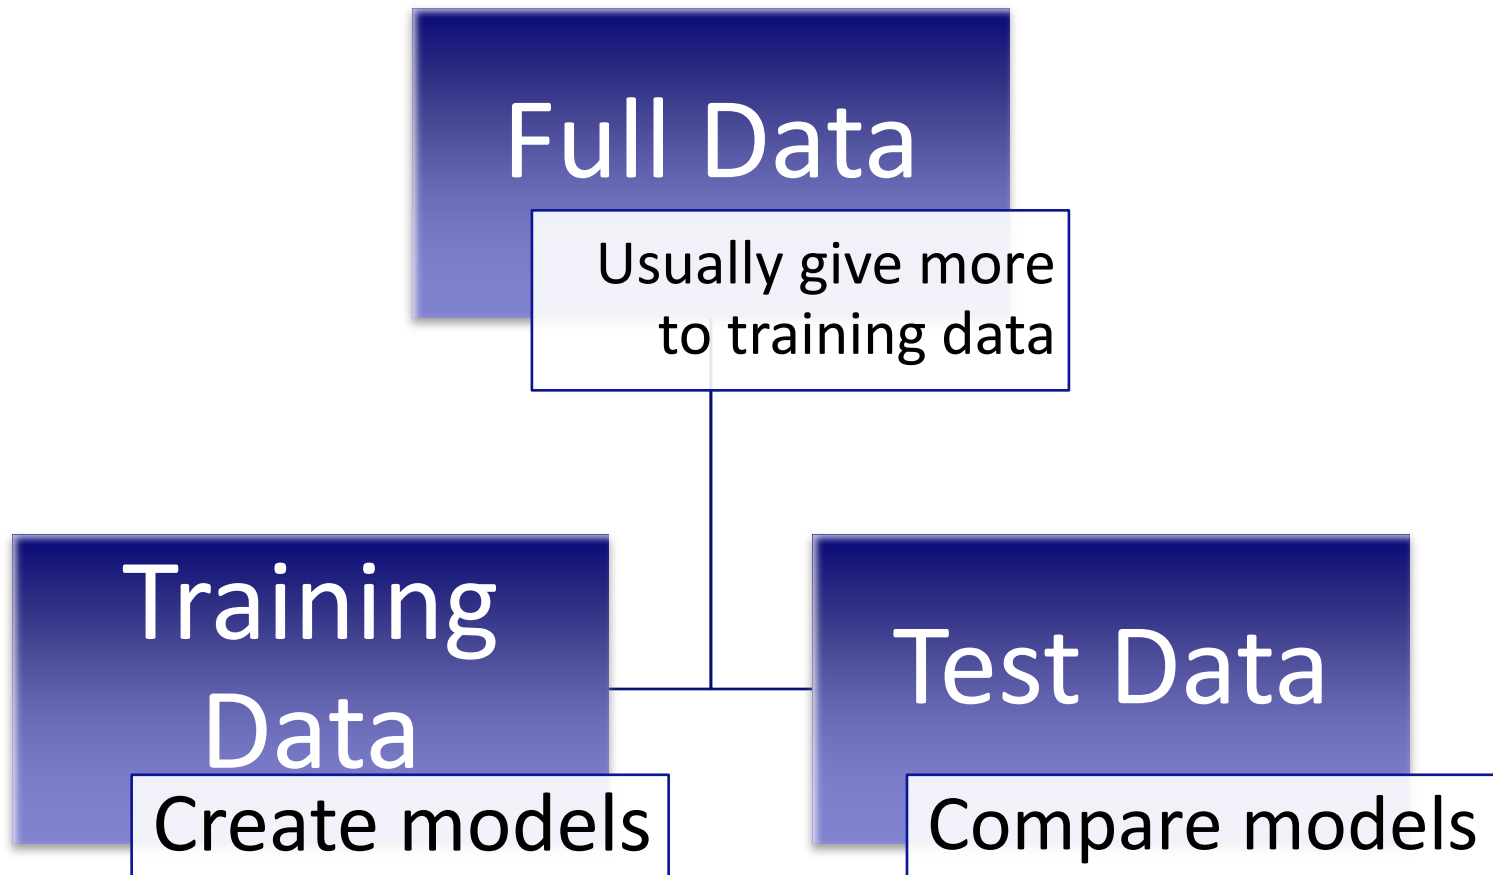 Full Data
Usually give more
to training data
Training
Data
Create models
Test Data
Compare models